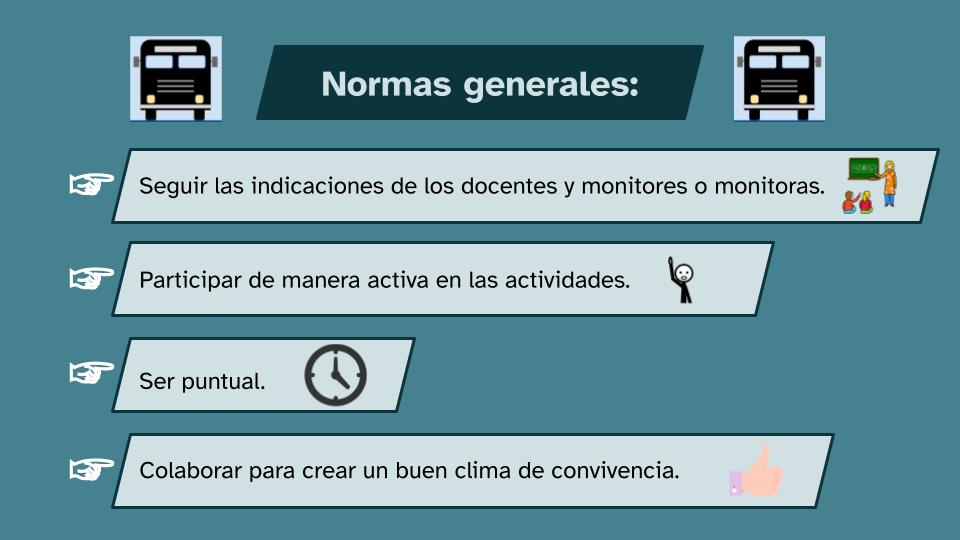 Normas generales:
Seguir las indicaciones de los docentes y monitores o monitoras.
Participar de manera activa en las actividades.
Ser puntual.
Colaborar para crear un buen clima de convivencia.